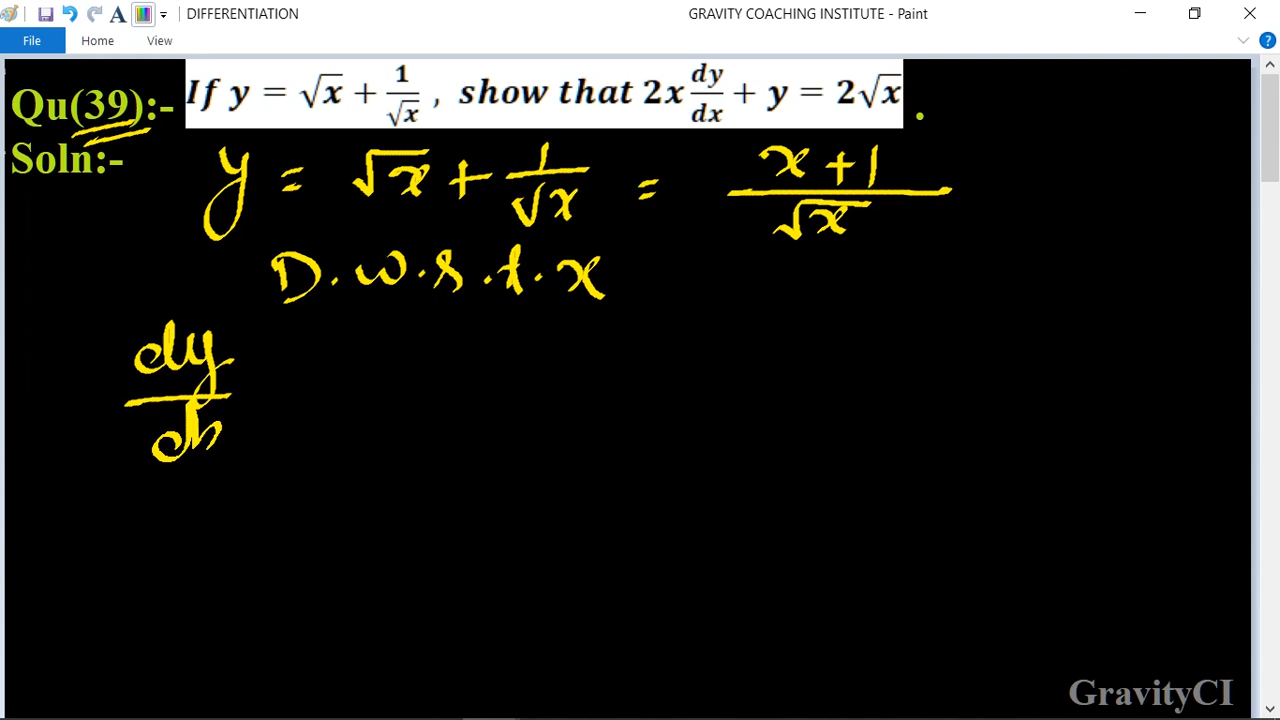 DIFFERENTIATION
GRAVITY COACHING INSTITUTE - Paint
File Home View
Qu(39):- If y = √x + 1/√x , show that 2x dy/dx + y = 2√x .
Soln:- y = √x + 1/√x = x + 1/√x
D.w.r.t.x
dy/dx
GravityCI